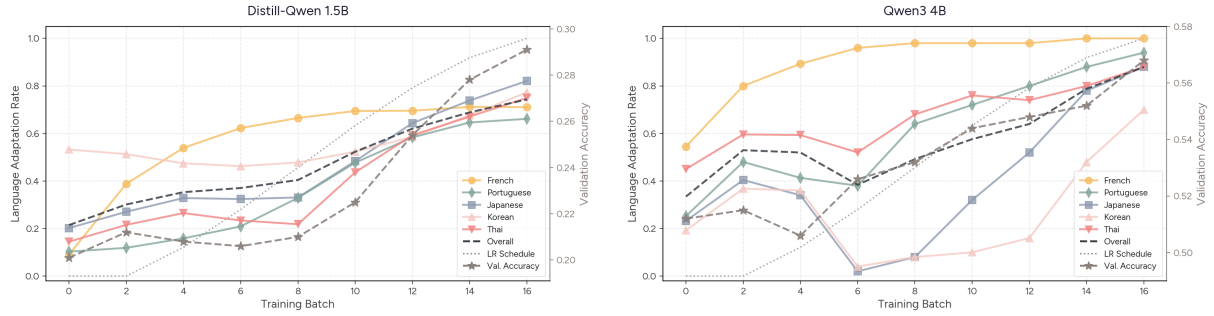 Distill-Qwen 1.5B
Language Adaptation Rate
1.0
0.8
0.6
0.4
0.2
0.0
0 2 4 6 8 10 12 14 16
Training Batch
0.30
0.28
0.26
0.24
0.22
0.20
Validation Accuracy
French
Portuguese
Japanese
Korean
Thai
Overall
LR Schedule
Val. Accuracy
Qwen3 4B
Language Adaptation Rate
1.0
0.8
0.6
0.4
0.2
0.0
0 2 4 6 8 10 12 14 16
Training Batch
0.58
0.56
0.54
0.52
0.50
Validation Accuracy
French
Portuguese
Japanese
Korean
Thai
Overall
LR Schedule
Val. Accuracy